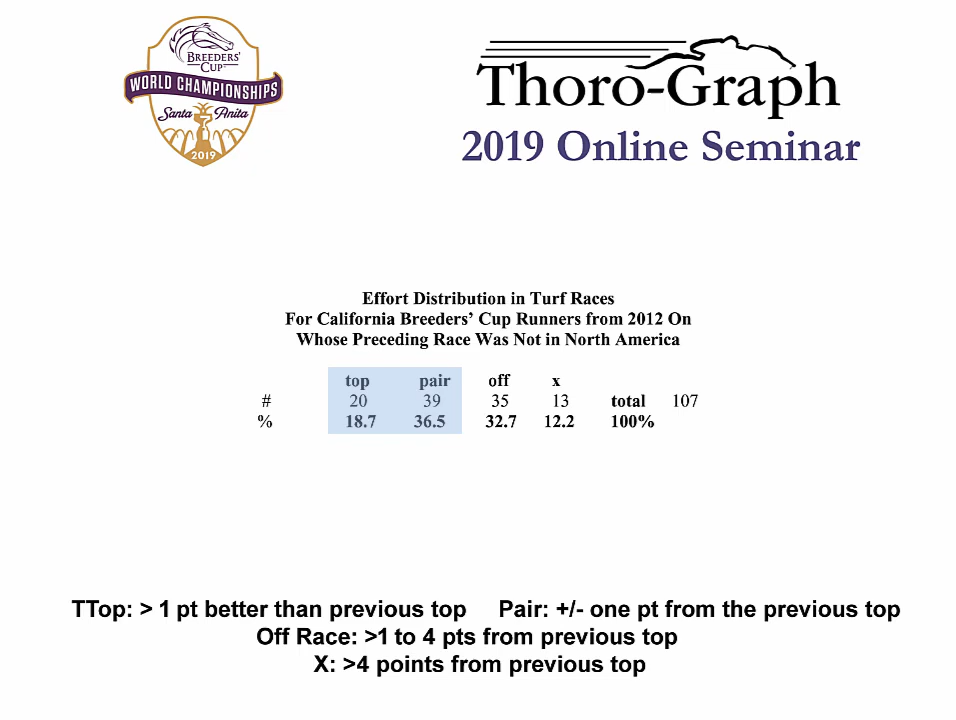 BREEDERS'
CUP
WORLD CHAMPIONSHIPS
Santa Anita
2019
Thoro-Graph
2019 Online Seminar
Effort Distribution in Turf Races
For California Breeders' Cup Runners from 2012 On
Whose Preceding Race Was Not in North America
top pair off x
# 20 39 35 13 total 107
% 18.7 36.5 32.7 12.2 100%
TTop: > 1 pt better than previous top Pair: +/- one pt from the previous top
Off Race: >1 to 4 pts from previous top
X: >4 points from previous top